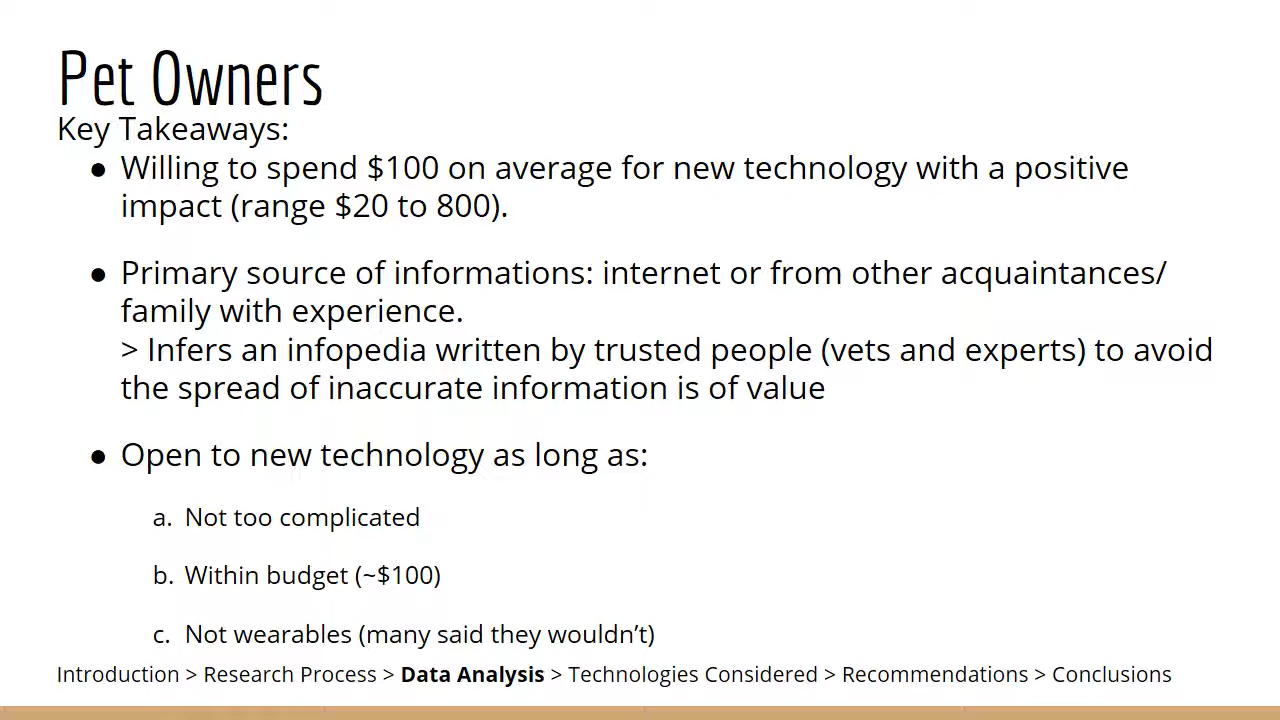 Pet Owners
Key Takeaways:
● Willing to spend $100 on average for new technology with a positive
impact (range $20 to 800).
● Primary source of informations: internet or from other acquaintances/
family with experience.
> Infers an infopedia written by trusted people (vets and experts) to avoid
the spread of inaccurate information is of value
● Open to new technology as long as:
a. Not too complicated
b. Within budget (~$100)
c. Not wearables (many said they wouldn’t)
Introduction > Research Process > Data Analysis > Technologies Considered > Recommendations > Conclusions